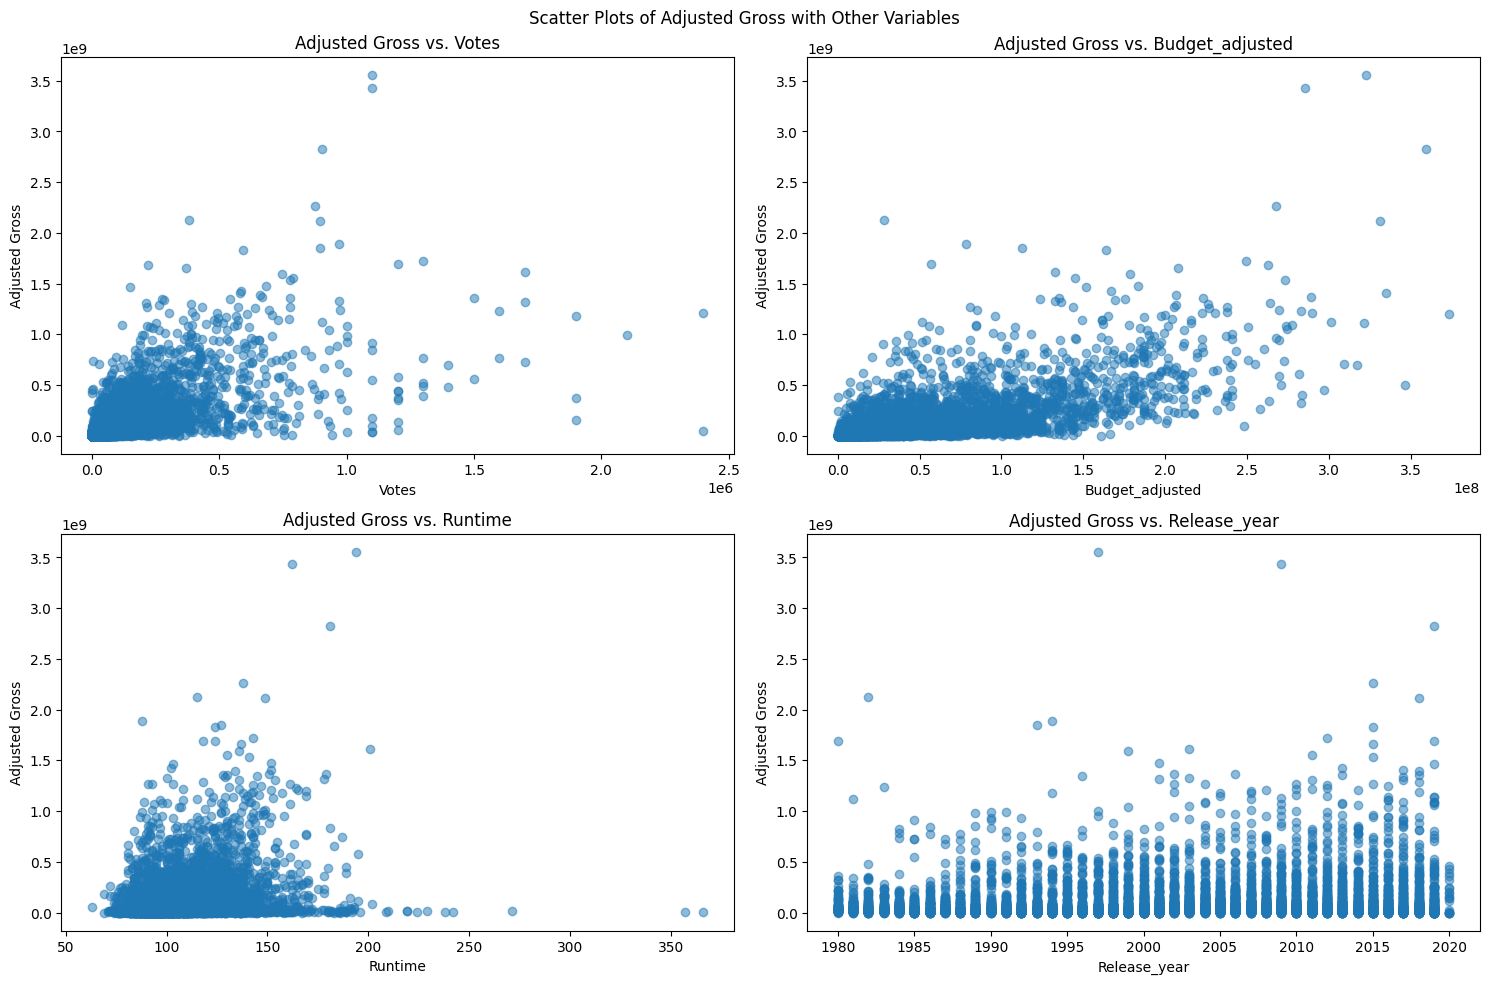 Scatter Plots of Adjusted Gross with Other Variables
Adjusted Gross vs. Votes
1e9
3.5
3.0
2.5
2.0
1.5
1.0
0.5
0.0
Adjusted Gross
0.0 0.5 1.0 1.5 2.0 2.5
1e6
Votes
Adjusted Gross vs. Budget_adjusted
1e9
3.5
3.0
2.5
2.0
1.5
1.0
0.5
0.0
Adjusted Gross
0.0 0.5 1.0 1.5 2.0 2.5 3.0 3.5
1e8
Budget_adjusted
Adjusted Gross vs. Runtime
1e9
3.5
3.0
2.5
2.0
1.5
1.0
0.5
0.0
Adjusted Gross
50 100 150 200 250 300 350
Runtime
Adjusted Gross vs. Release_year
1e9
3.5
3.0
2.5
2.0
1.5
1.0
0.5
0.0
Adjusted Gross
1980 1985 1990 1995 2000 2005 2010 2015 2020
Release_year